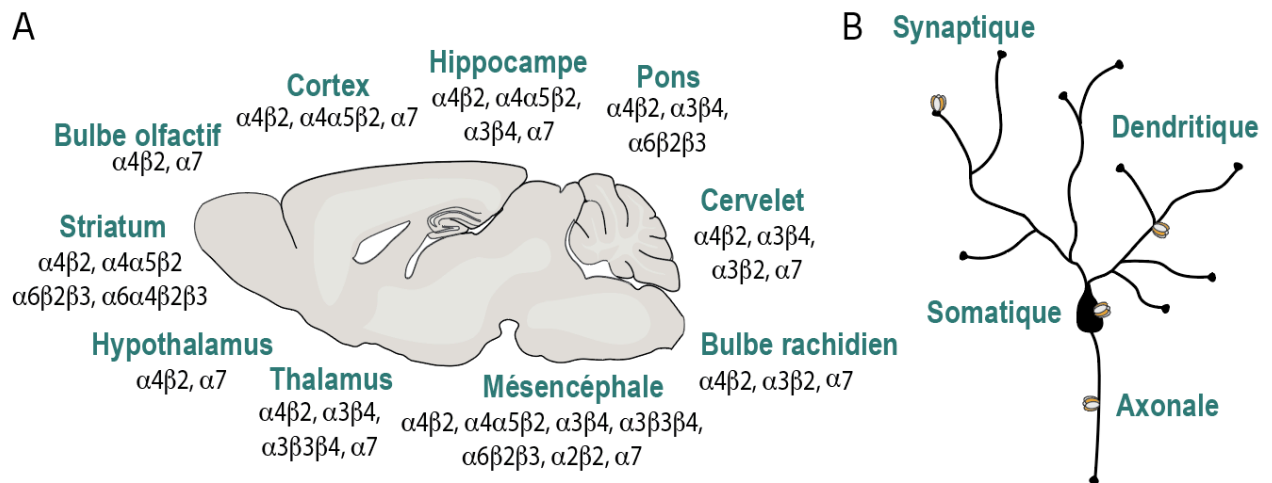 A
Bulbe olfactif
α4β2, α7
Cortex
α4β2, α4α5β2, α7
Hippocampe
α4β2, α4α5β2,
α3β4, α7
Pons
α4β2, α3β4,
α6β2β3
Cervelet
α4β2, α3β4,
α3β2, α7
Striatum
α4β2, α4α5β2
α6β2β3, α6α4β2β3
Hypothalamus
α4β2, α7
Thalamus
α4β2, α3β4,
α3β3β4, α7
Mésencéphale
α4β2, α4α5β2, α3β4, α3β3β4,
α6β2β3, α2β2, α7
Bulbe rachidien
α4β2, α3β2, α7
B
Synaptique
Dendritique
Somatique
Axonale